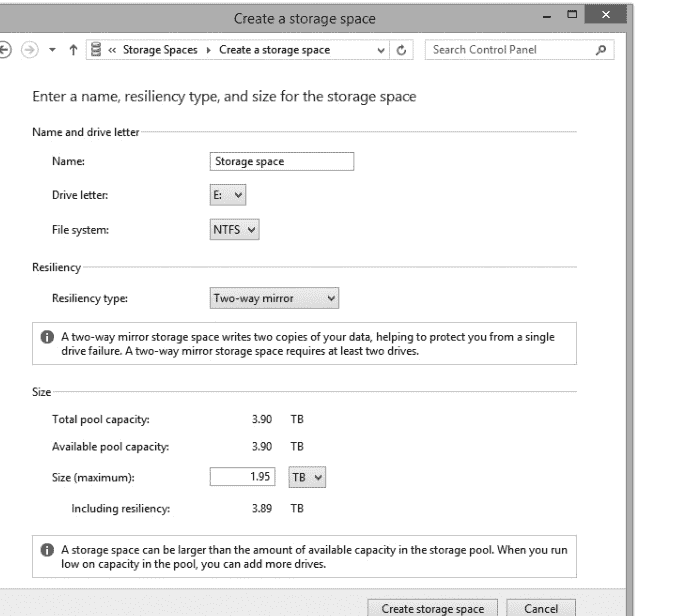 Create a storage space
« Storage Spaces Create a storage space Search Control Panel
Enter a name, resiliency type, and size for the storage space
Name and drive letter
Name: Storage space
Drive letter: E:
File system: NTFS
Resiliency
Resiliency type: Two-way mirror
A two-way mirror storage space writes two copies of your data, helping to protect you from a single
drive failure. A two-way mirror storage space requires at least two drives.
Size
Total pool capacity: 3.90 TB
Available pool capacity: 3.90 TB
Size (maximum): 1.95 TB
Including resiliency: 3.89 TB
A storage space can be larger than the amount of available capacity in the storage pool. When you run
low on capacity in the pool, you can add more drives.
Create storage space Cancel